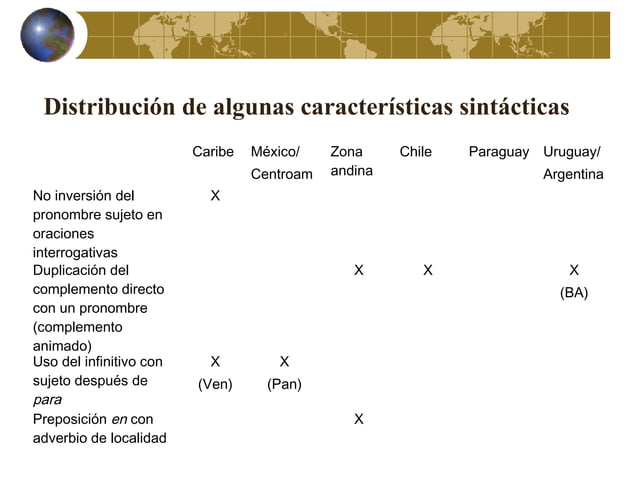 Distribución de algunas características sintácticas
Caribe México/ Zona Chile Paraguay Uruguay/
Centroam andina Argentina
No inversión del X
pronombre sujeto en
oraciones
interrogativas
Duplicación del X X X
complemento directo (BA)
con un pronombre
(complemento
animado)
Uso del infinitivo con X X
sujeto después de (Ven) (Pan)
para
Preposición en con X
adverbio de localidad